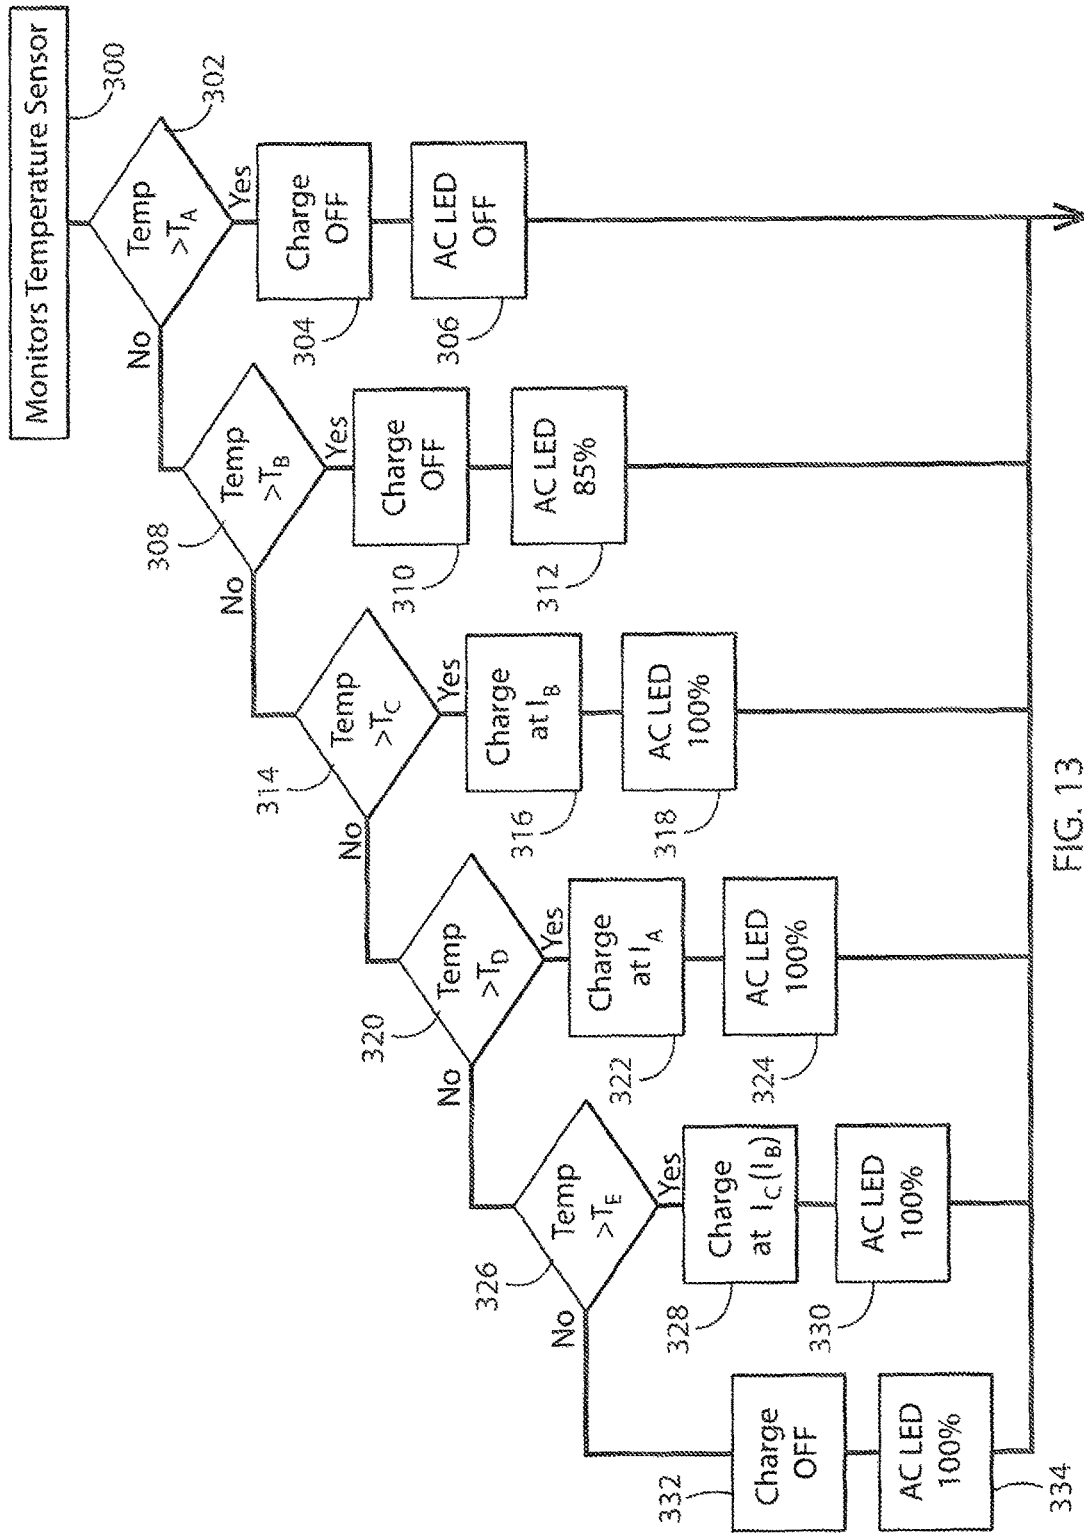 Monitors Temperature Sensor
300
Temp
>TA
302
No
Yes
Charge
OFF
304
AC LED
OFF
306
Temp
>TB
308
No
Yes
Charge
OFF
310
AC LED
85%
312
Temp
>TC
314
No
Yes
Charge
at IB
316
AC LED
100%
318
Temp
>TD
320
No
Yes
Charge
at IA
322
AC LED
100%
324
Temp
>TE
326
No
Yes
Charge
at IC(IB)
328
AC LED
100%
330
Charge
OFF
332
AC LED
100%
334
FIG. 13